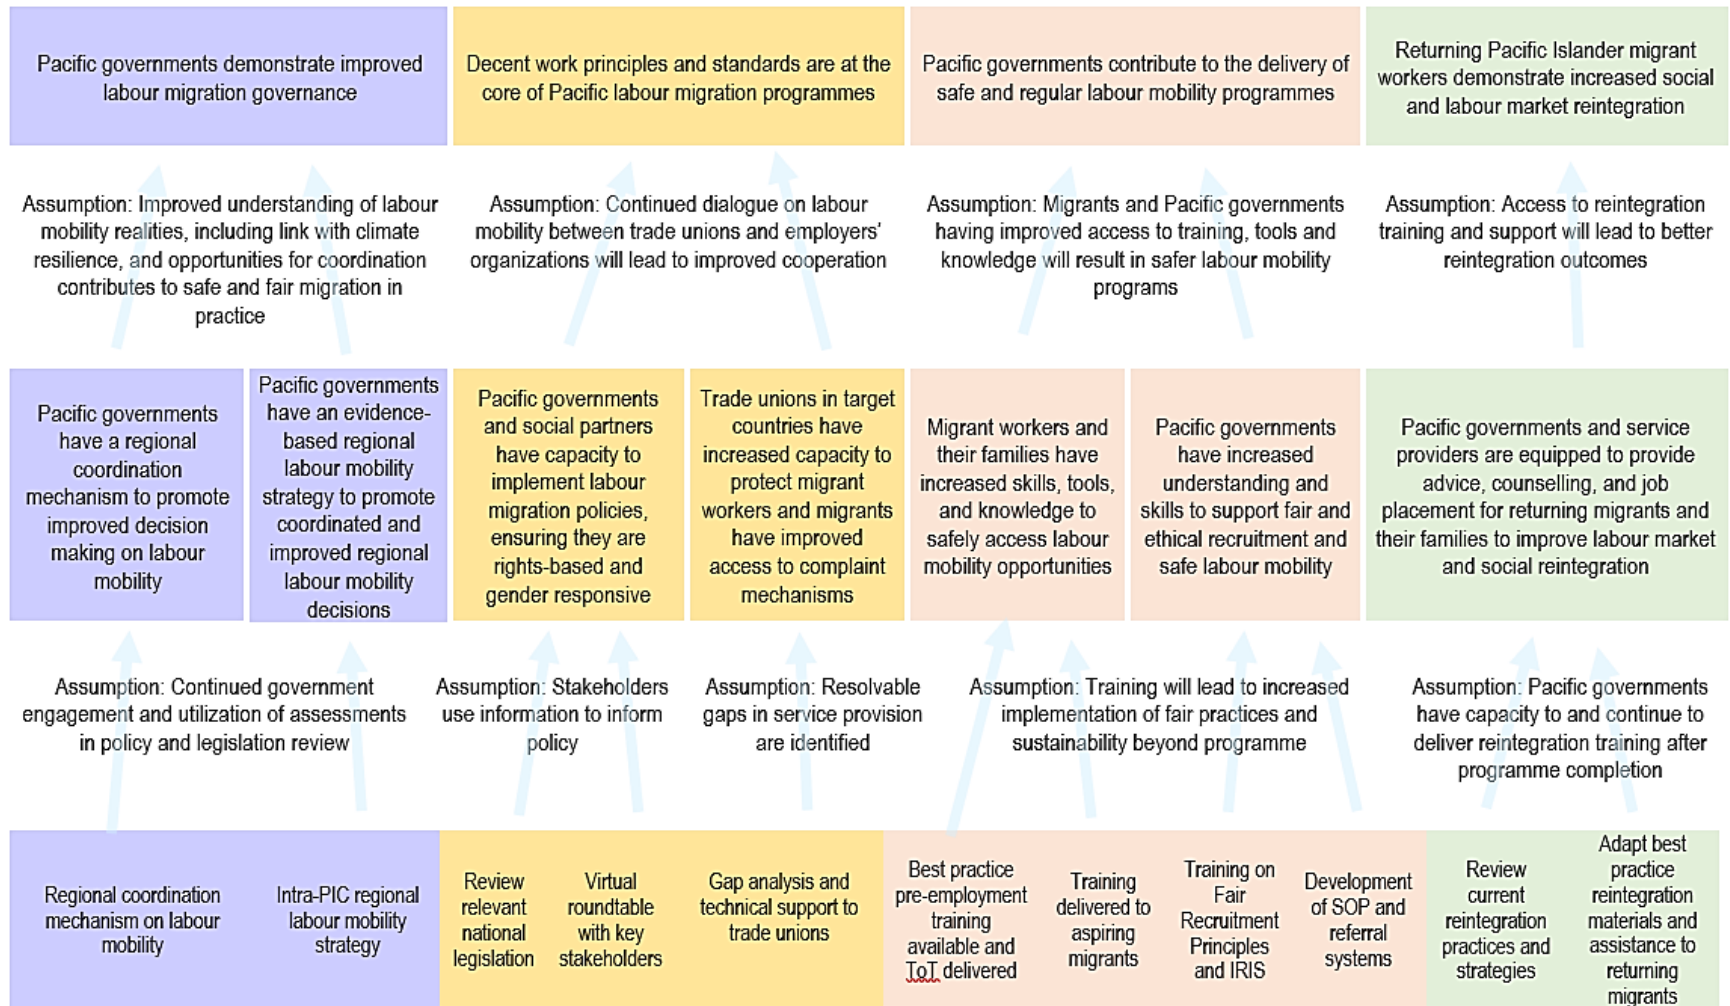 Pacific governments demonstrate improved
labour migration governance
Decent work principles and standards are at the
core of Pacific labour migration programmes
Pacific governments contribute to the delivery of
safe and regular labour mobility programmes
Returning Pacific Islander migrant
workers demonstrate increased social
and labour market reintegration
Assumption: Improved understanding of labour
mobility realities, including link with climate
resilience, and opportunities for coordination
contributes to safe and fair migration in
practice
Assumption: Continued dialogue on labour
mobility between trade unions and employers'
organizations will lead to improved cooperation
Assumption: Migrants and Pacific governments
having improved access to training, tools and
knowledge will result in safer labour mobility
programs
Assumption: Access to reintegration
training and support will lead to better
reintegration outcomes
Pacific governments
have a regional
coordination
mechanism to promote
improved decision
making on labour
mobility
Pacific governments
have an evidence-
based regional
labour mobility
strategy to promote
coordinated and
improved regional
labour mobility
decisions
Pacific governments
and social partners
have capacity to
implement labour
migration policies,
ensuring they are
rights-based and
gender responsive
Trade unions in target
countries have
increased capacity to
protect migrant
workers and migrants
have improved
access to complaint
mechanisms
Migrant workers and
their families have
increased skills, tools,
and knowledge to
safely access labour
mobility opportunities
Pacific governments
have increased
understanding and
skills to support fair and
ethical recruitment and
safe labour mobility
Pacific governments and service
providers are equipped to provide
advice, counselling, and job
placement for returning migrants and
their families to improve labour market
and social reintegration
Assumption: Continued government
engagement and utilization of assessments
in policy and legislation review
Assumption: Stakeholders
use information to inform
policy
Assumption: Resolvable
gaps in service provision
are identified
Assumption: Training will lead to increased
implementation of fair practices and
sustainability beyond programme
Assumption: Pacific governments
have capacity to and continue to
deliver reintegration training after
programme completion
Regional coordination
mechanism on labour
mobility
Intra-PIC regional
labour mobility
strategy
Review
relevant
national
legislation
Virtual
roundtable
with key
stakeholders
Gap analysis and
technical support to
trade unions
Best practice
pre-employment
training
available and
ToT delivered
Training
delivered to
aspiring
migrants
Training on
Fair
Recruitment
Principles
and IRIS
Development
of SOP and
referral
systems
Review
current
reintegration
practices and
strategies
Adapt best
practice
reintegration
materials and
assistance to
returning
migrants